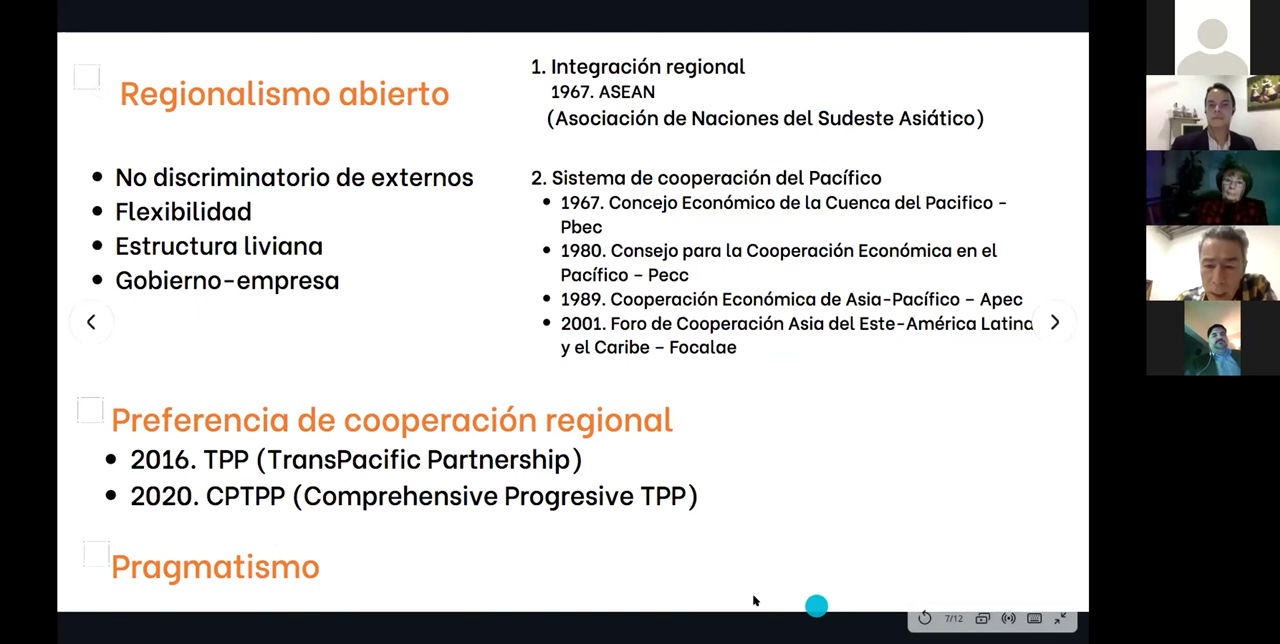 Regionalismo abierto
No discriminatorio de externos
Flexibilidad
Estructura liviana
Gobierno-empresa
1. Integración regional
1967. ASEAN
(Asociación de Naciones del Sudeste Asiático)
2. Sistema de cooperación del Pacífico
1967. Concejo Económico de la Cuenca del Pacifico -
Pbec
1980. Consejo para la Cooperación Económica en el
Pacífico – Pecc
1989. Cooperación Económica de Asia-Pacífico – Apec
2001. Foro de Cooperación Asia del Este-América Latina
y el Caribe – Focalae
Preferencia de cooperación regional
2016. TPP (TransPacific Partnership)
2020. CPTPP (Comprehensive Progresive TPP)
Pragmatismo
7/12